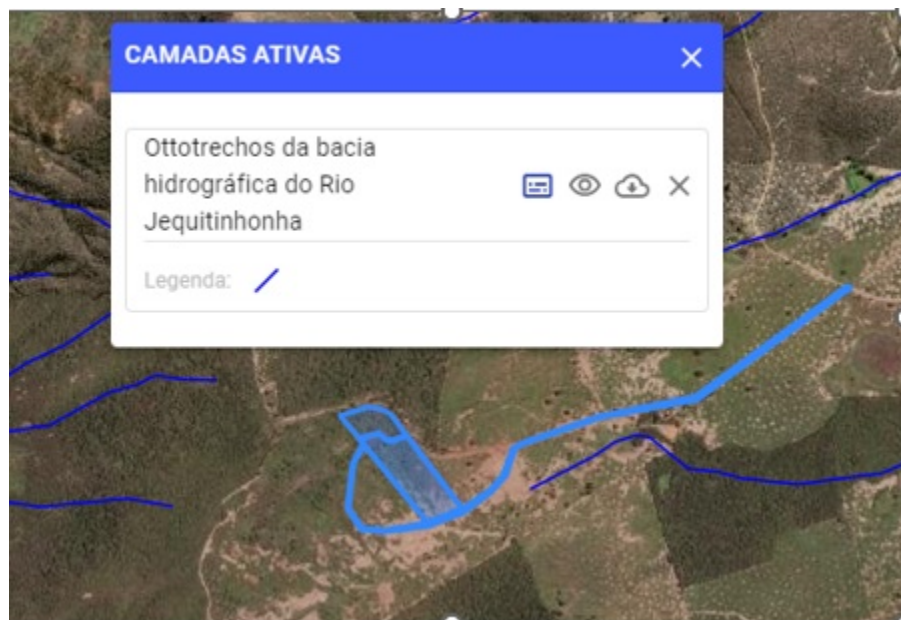 CAMADAS ATIVAS
Ottotrechos da bacia
hidrográfica do Rio
Jequitinhonha
Legenda: